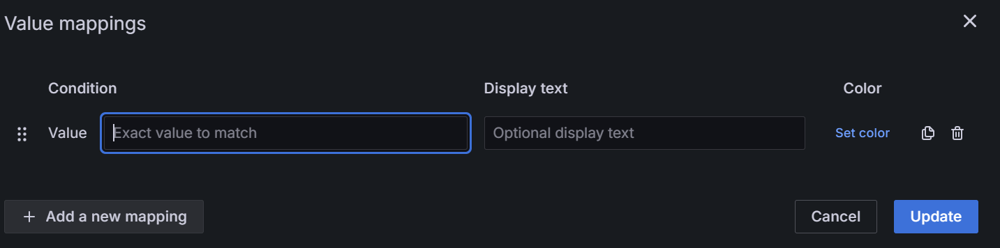 Value mappings
Condition Display text Color
Value Exact value to match Optional display text Set color
Add a new mapping Cancel Update